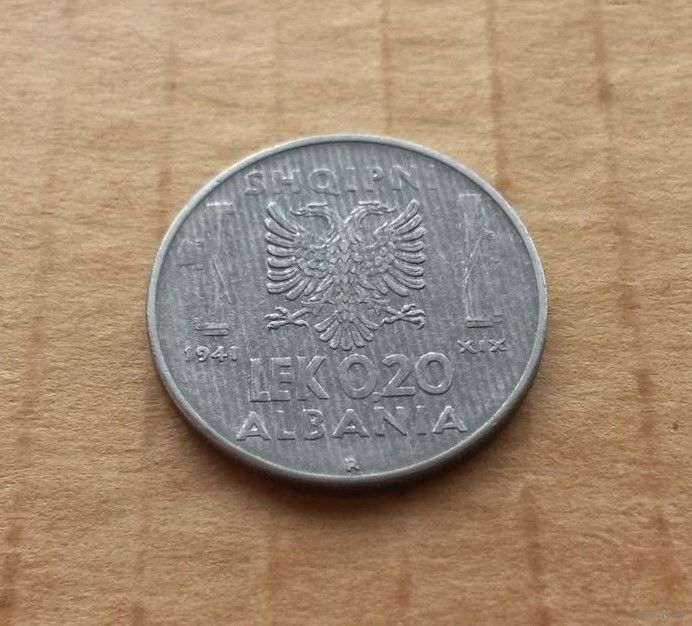 SHQIPNI
1941 XIX
LEK 0,20
ALBANIA
R